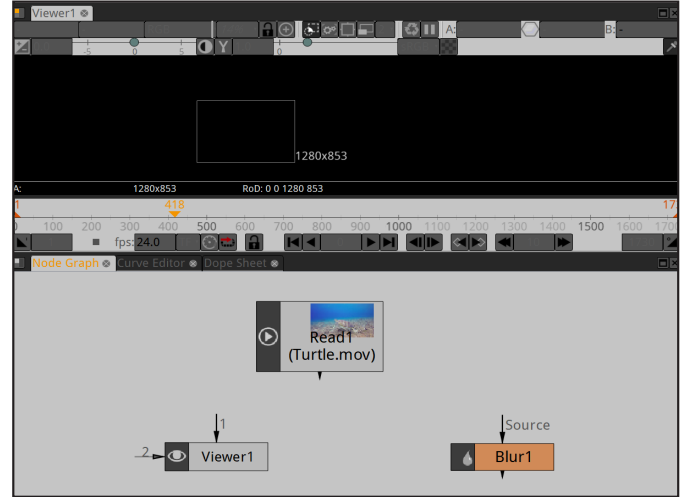 Viewer1
A:
B: -
-5 0 5
0
1280x853
A: 1280x853 RoD: 0 0 1280 853
1 418 17
0 100 200 300 400 500 600 700 800 900 1000 1100 1200 1300 1400 1500 1600 170
fps: 24.0
Node Graph Curve Editor Dope Sheet
Read1
(Turtle.mov)
1
Source
2
Viewer1
Blur1